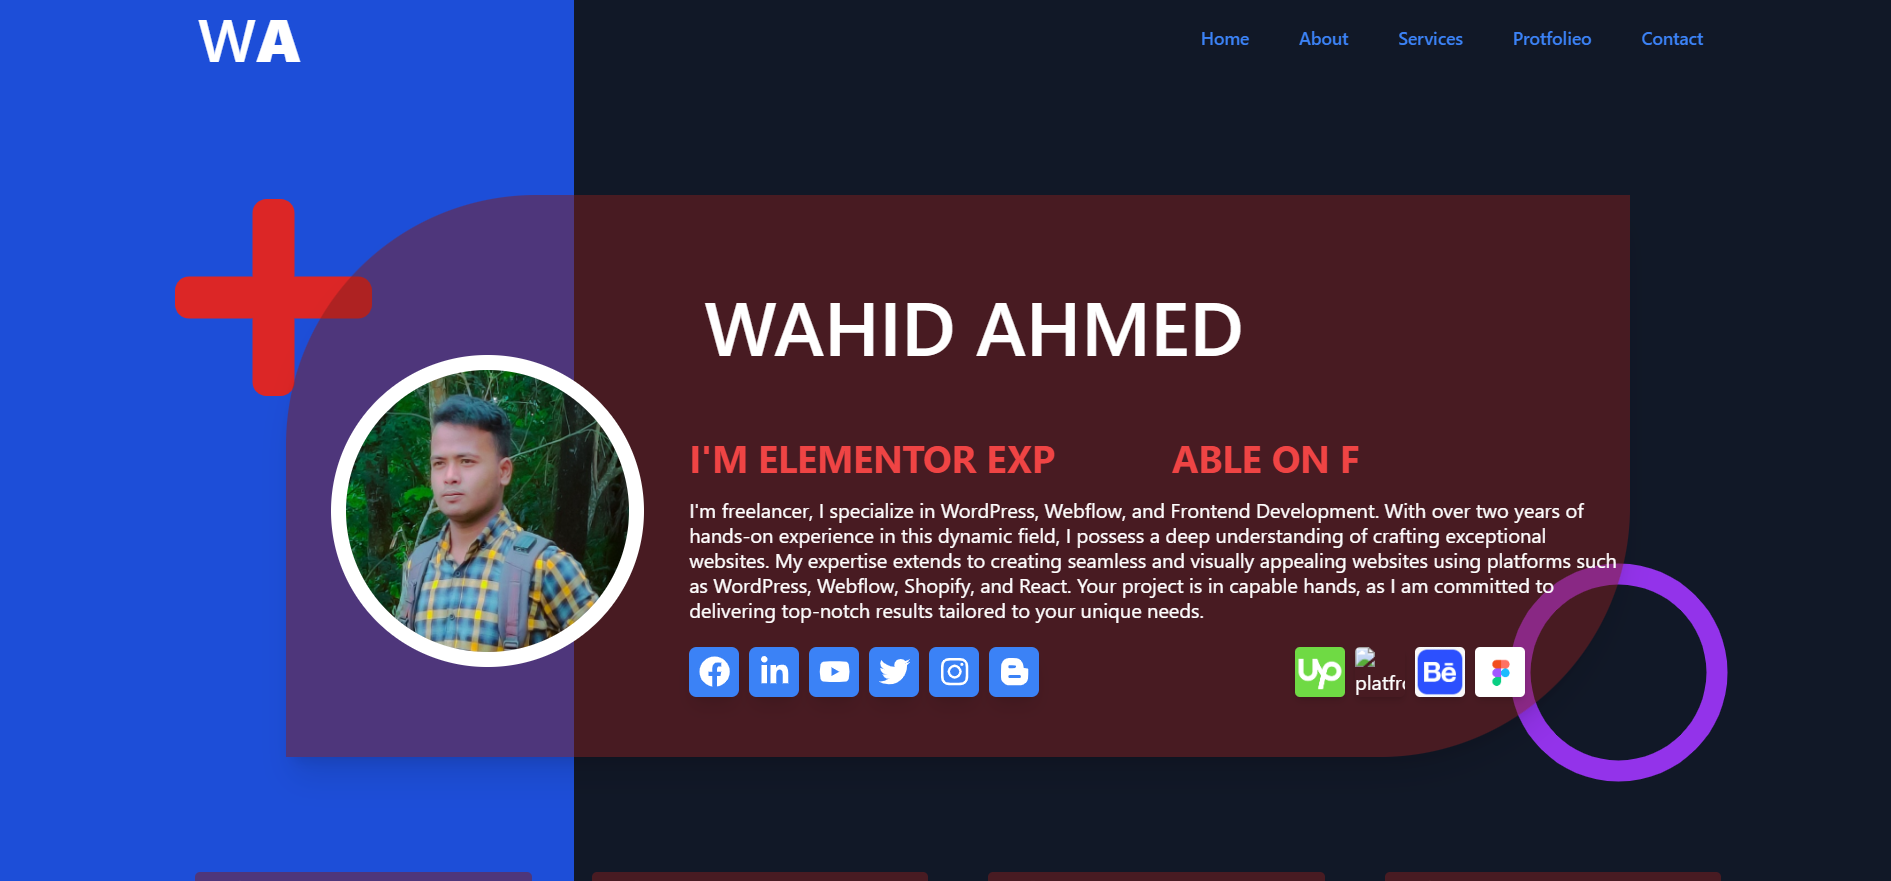 WA
Home About Services Protfolieo Contact
WAHID AHMED
I'M ELEMENTOR EXP ABLE ON F
I'm freelancer, I specialize in WordPress, Webflow, and Frontend Development. With over two years of
hands-on experience in this dynamic field, I possess a deep understanding of crafting exceptional
websites. My expertise extends to creating seamless and visually appealing websites using platforms such
as WordPress, Webflow, Shopify, and React. Your project is in capable hands, as I am committed to
delivering top-notch results tailored to your unique needs.
in Up platfr Bē